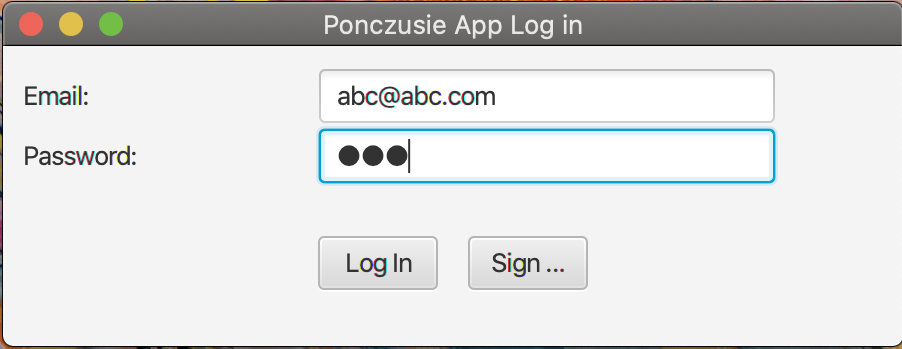 Ponczusie App Log in
Email: abc@abc.com
Password: ●●●
Log In Sign ...